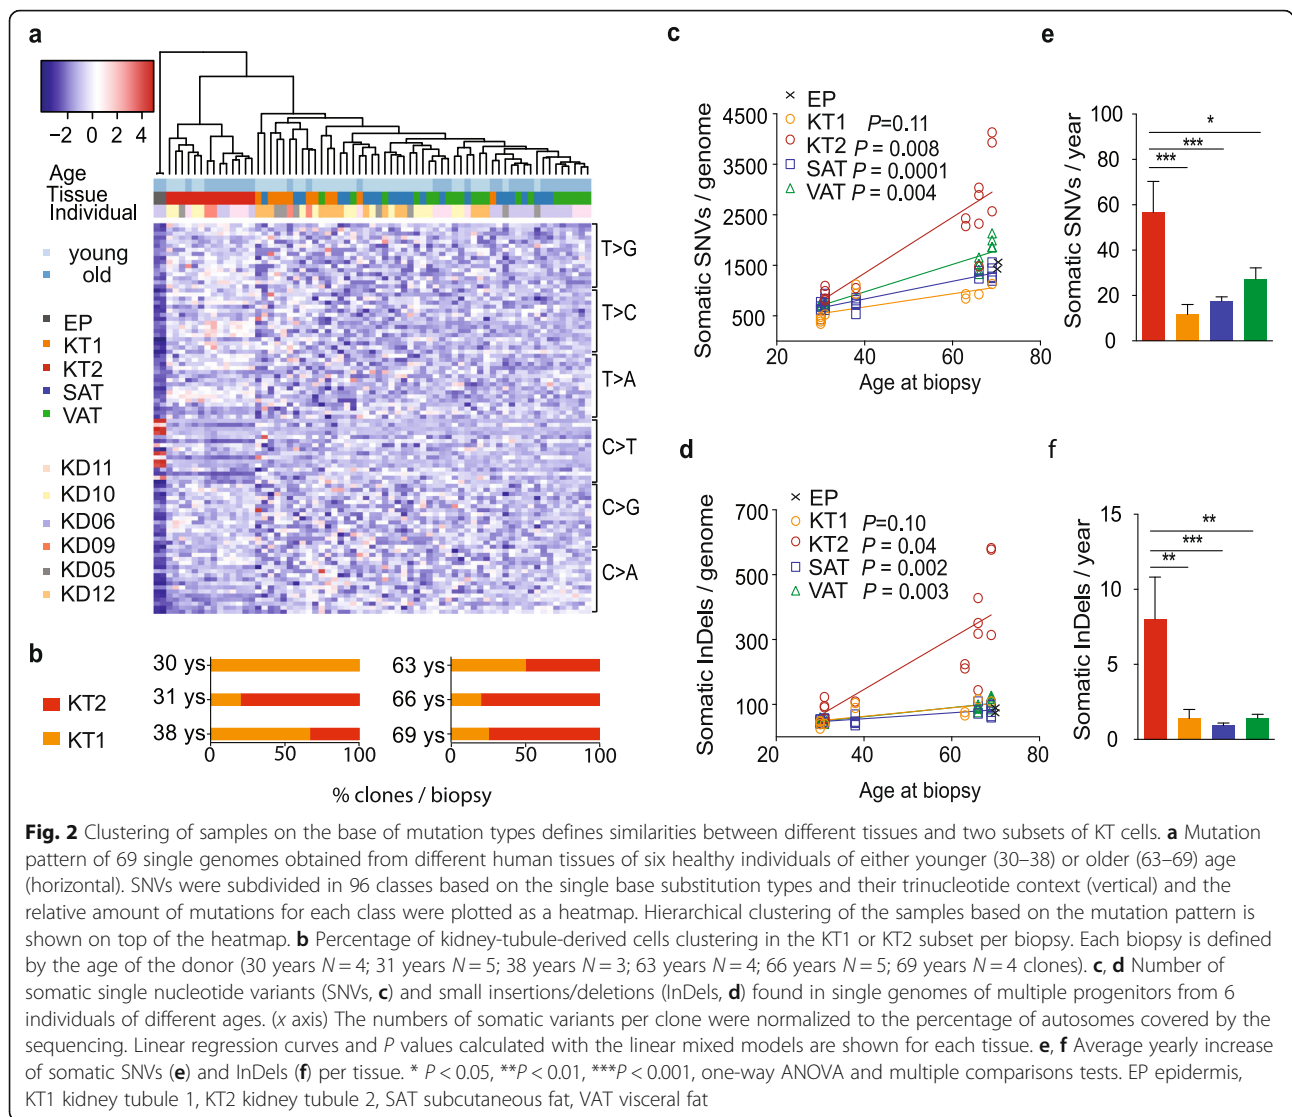 a
−2 0 2 4
Age
Tissue
Individual
young
old
EP
KT1
KT2
SAT
VAT
KD11
KD10
KD06
KD09
KD05
KD12
T>G
T>C
T>A
C>T
C>G
C>A
b
KT2
KT1
30 ys
31 ys
38 ys
0 50 100
63 ys
66 ys
69 ys
0 50 100
% clones / biopsy
c
EP
KT1 P=0.11
KT2 P = 0.008
SAT P = 0.0001
VAT P = 0.004
Somatic SNVs / genome
4500
3500
2500
1500
500
20 40 60 80
Age at biopsy
d
EP
KT1 P=0.10
KT2 P = 0.04
SAT P = 0.002
VAT P = 0.003
Somatic InDels / genome
700
500
300
100
20 40 60 80
Age at biopsy
e
Somatic SNVs / year
100
80
60
40
20
0
*
***
***
f
Somatic InDels / year
15
10
5
0
**
***
**
Fig. 2 Clustering of samples on the base of mutation types defines similarities between different tissues and two subsets of KT cells. a Mutation
pattern of 69 single genomes obtained from different human tissues of six healthy individuals of either younger (30–38) or older (63–69) age
(horizontal). SNVs were subdivided in 96 classes based on the single base substitution types and their trinucleotide context (vertical) and the
relative amount of mutations for each class were plotted as a heatmap. Hierarchical clustering of the samples based on the mutation pattern is
shown on top of the heatmap. b Percentage of kidney-tubule-derived cells clustering in the KT1 or KT2 subset per biopsy. Each biopsy is defined
by the age of the donor (30 years N = 4; 31 years N = 5; 38 years N = 3; 63 years N = 4; 66 years N = 5; 69 years N = 4 clones). c, d Number of
somatic single nucleotide variants (SNVs, c) and small insertions/deletions (InDels, d) found in single genomes of multiple progenitors from 6
individuals of different ages. (x axis) The numbers of somatic variants per clone were normalized to the percentage of autosomes covered by the
sequencing. Linear regression curves and P values calculated with the linear mixed models are shown for each tissue. e, f Average yearly increase
of somatic SNVs (e) and InDels (f) per tissue. * P < 0.05, **P < 0.01, ***P < 0.001, one-way ANOVA and multiple comparisons tests. EP epidermis,
KT1 kidney tubule 1, KT2 kidney tubule 2, SAT subcutaneous fat, VAT visceral fat